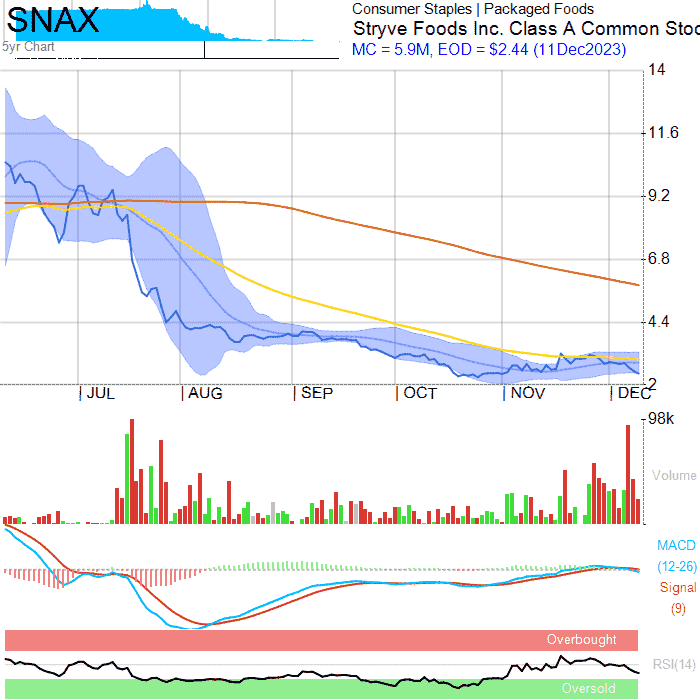 SNAX
5yr Chart
Consumer Staples | Packaged Foods
Stryve Foods Inc. Class A Common Stoc
MC = 5.9M, EOD = $2.44 (11Dec2023)
14
11.6
9.2
6.8
4.4
2
JUL
AUG
SEP
OCT
NOV
DEC
98k
Volume
MACD
(12-26)
Signal
(9)
Overbought
RSI(14)
Oversold